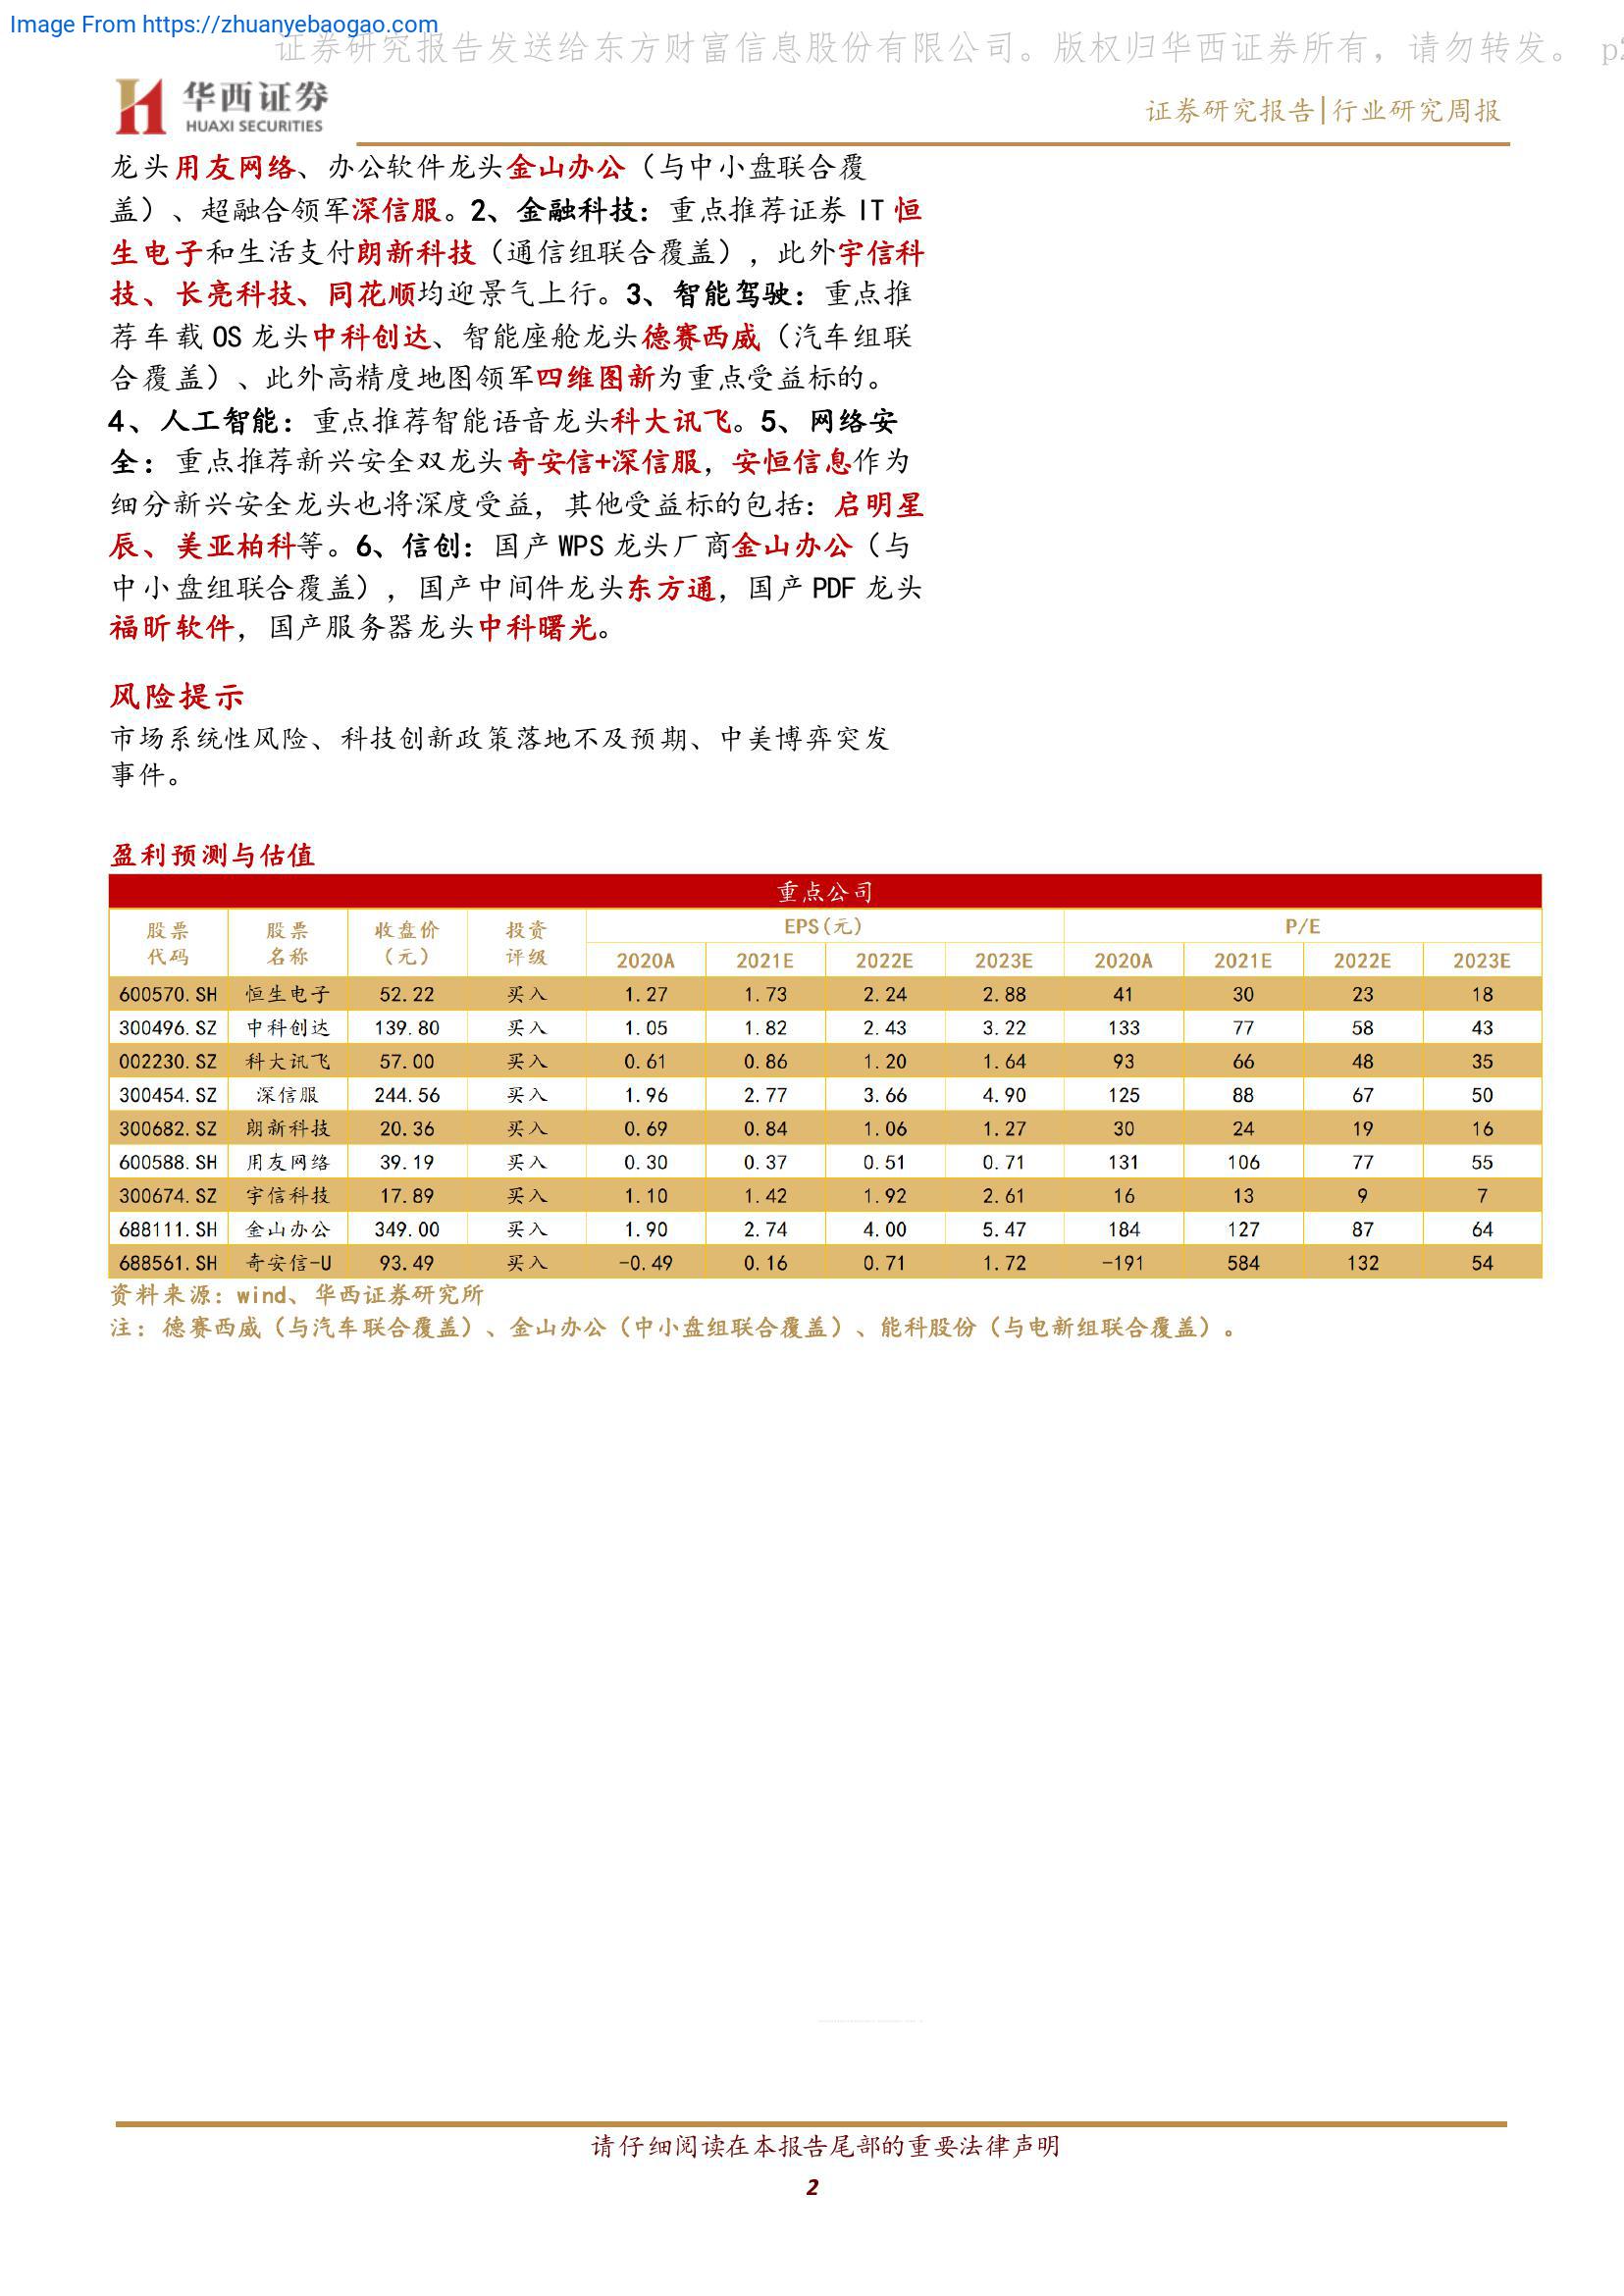 Image From https://zhuanyebaogao.com
证券研究报告发送给东方财富信息股份有限公司。版权归华西证券所有，请勿转发。 p2
华西证券
HUAXI SECURITIES
证券研究报告|行业研究周报
龙头用友网络、办公软件龙头金山办公（与中小盘联合覆
盖）、超融合领军深信服。2、金融科技：重点推荐证券 IT 恒
生电子和生活支付朗新科技（通信组联合覆盖），此外宇信科
技、长亮科技、同花顺均迎景气上行。3、智能驾驶：重点推
荐车载 OS 龙头中科创达、智能座舱龙头德赛西威（汽车组联
合覆盖）、此外高精度地图领军四维图新为重点受益标的。
4、人工智能：重点推荐智能语音龙头科大讯飞。5、网络安
全：重点推荐新兴安全双龙头奇安信+深信服，安恒信息作为
细分新兴安全龙头也将深度受益，其他受益标的包括：启明星
辰、美亚柏科等。6、信创：国产 WPS 龙头厂商金山办公（与
中小盘组联合覆盖），国产中间件龙头东方通，国产 PDF 龙头
福昕软件，国产服务器龙头中科曙光。
风险提示
市场系统性风险、科技创新政策落地不及预期、中美博弈突发
事件。
盈利预测与估值
重点公司
股票代码 股票名称 收盘价（元） 投资评级 EPS(元) P/E
2020A 2021E 2022E 2023E 2020A 2021E 2022E 2023E
600570.SH 恒生电子 52.22 买入 1.27 1.73 2.24 2.88 41 30 23 18
300496.SZ 中科创达 139.80 买入 1.05 1.82 2.43 3.22 133 77 58 43
002230.SZ 科大讯飞 57.00 买入 0.61 0.86 1.20 1.64 93 66 48 35
300454.SZ 深信服 244.56 买入 1.96 2.77 3.66 4.90 125 88 67 50
300682.SZ 朗新科技 20.36 买入 0.69 0.84 1.06 1.27 30 24 19 16
600588.SH 用友网络 39.19 买入 0.30 0.37 0.51 0.71 131 106 77 55
300674.SZ 宇信科技 17.89 买入 1.10 1.42 1.92 2.61 16 13 9 7
688111.SH 金山办公 349.00 买入 1.90 2.74 4.00 5.47 184 127 87 64
688561.SH 奇安信-U 93.49 买入 -0.49 0.16 0.71 1.72 -191 584 132 54
资料来源：wind、华西证券研究所
注：德赛西威（与汽车联合覆盖）、金山办公（中小盘组联合覆盖）、能科股份（与电新组联合覆盖）。
请仔细阅读在本报告尾部的重要法律声明
2